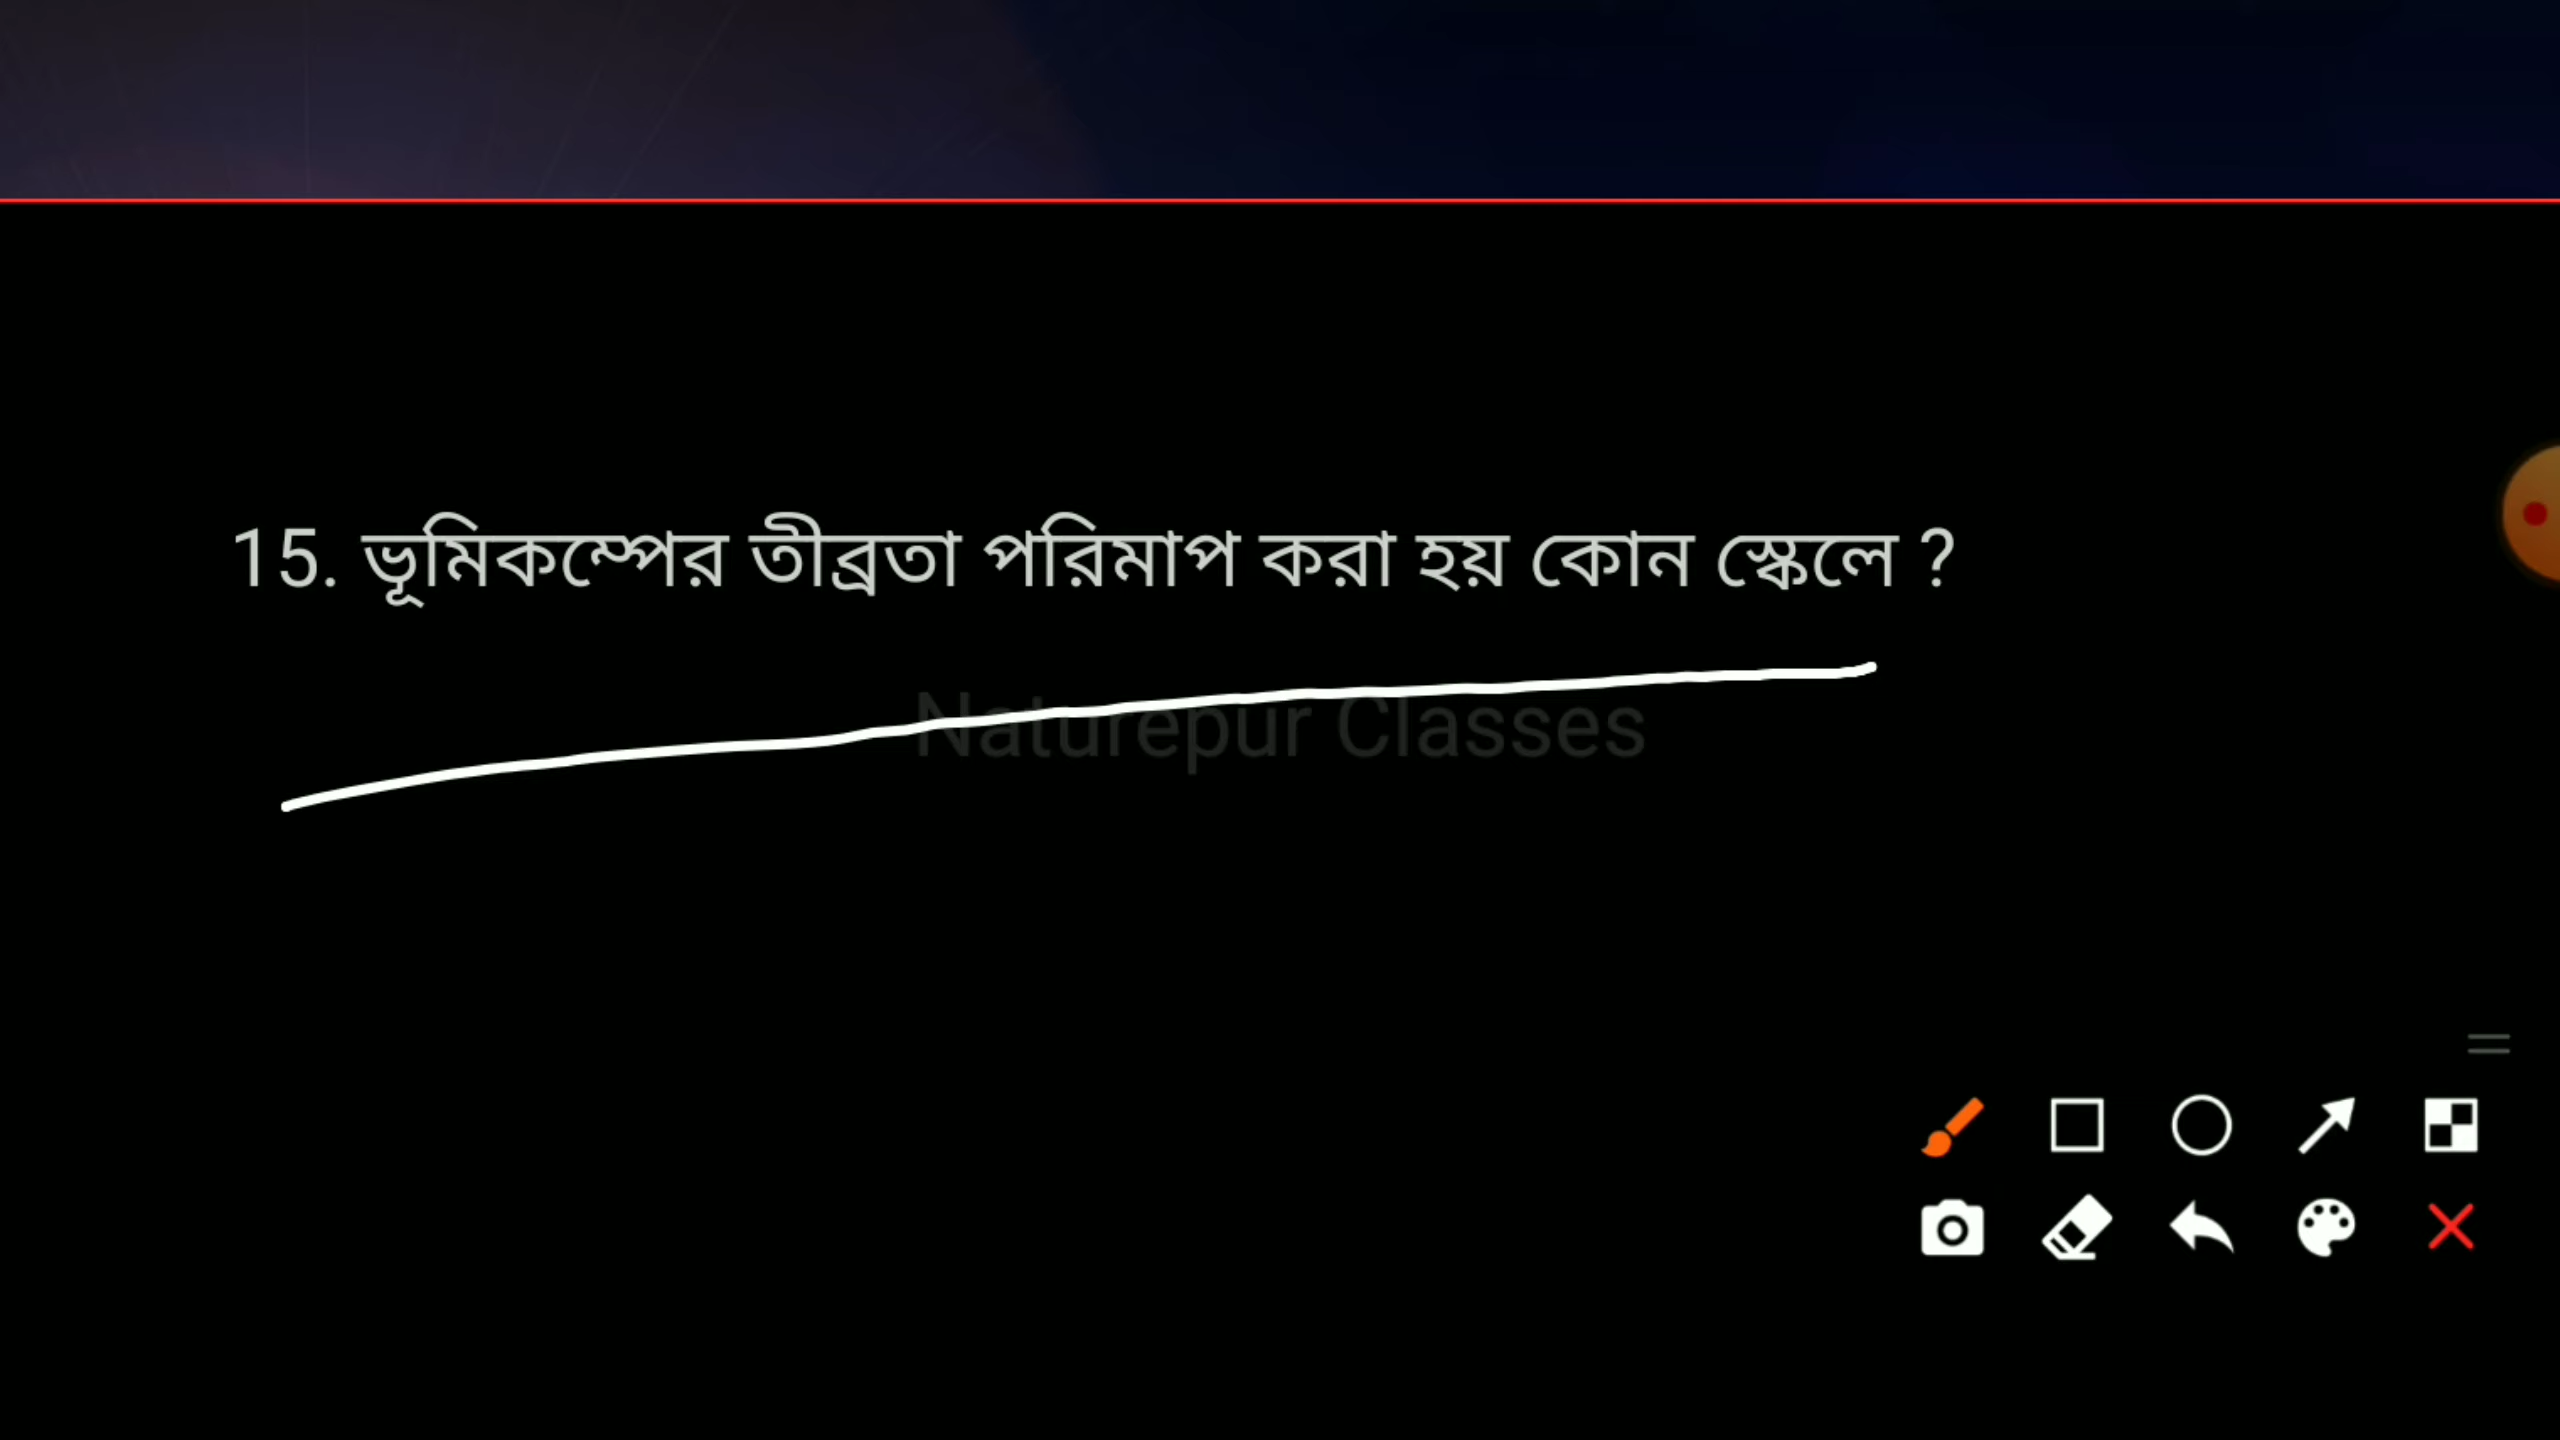 15. ভূমিকম্পের তীব্রতা পরিমাপ করা হয় কোন স্কেলে ?
Naturepur Classes